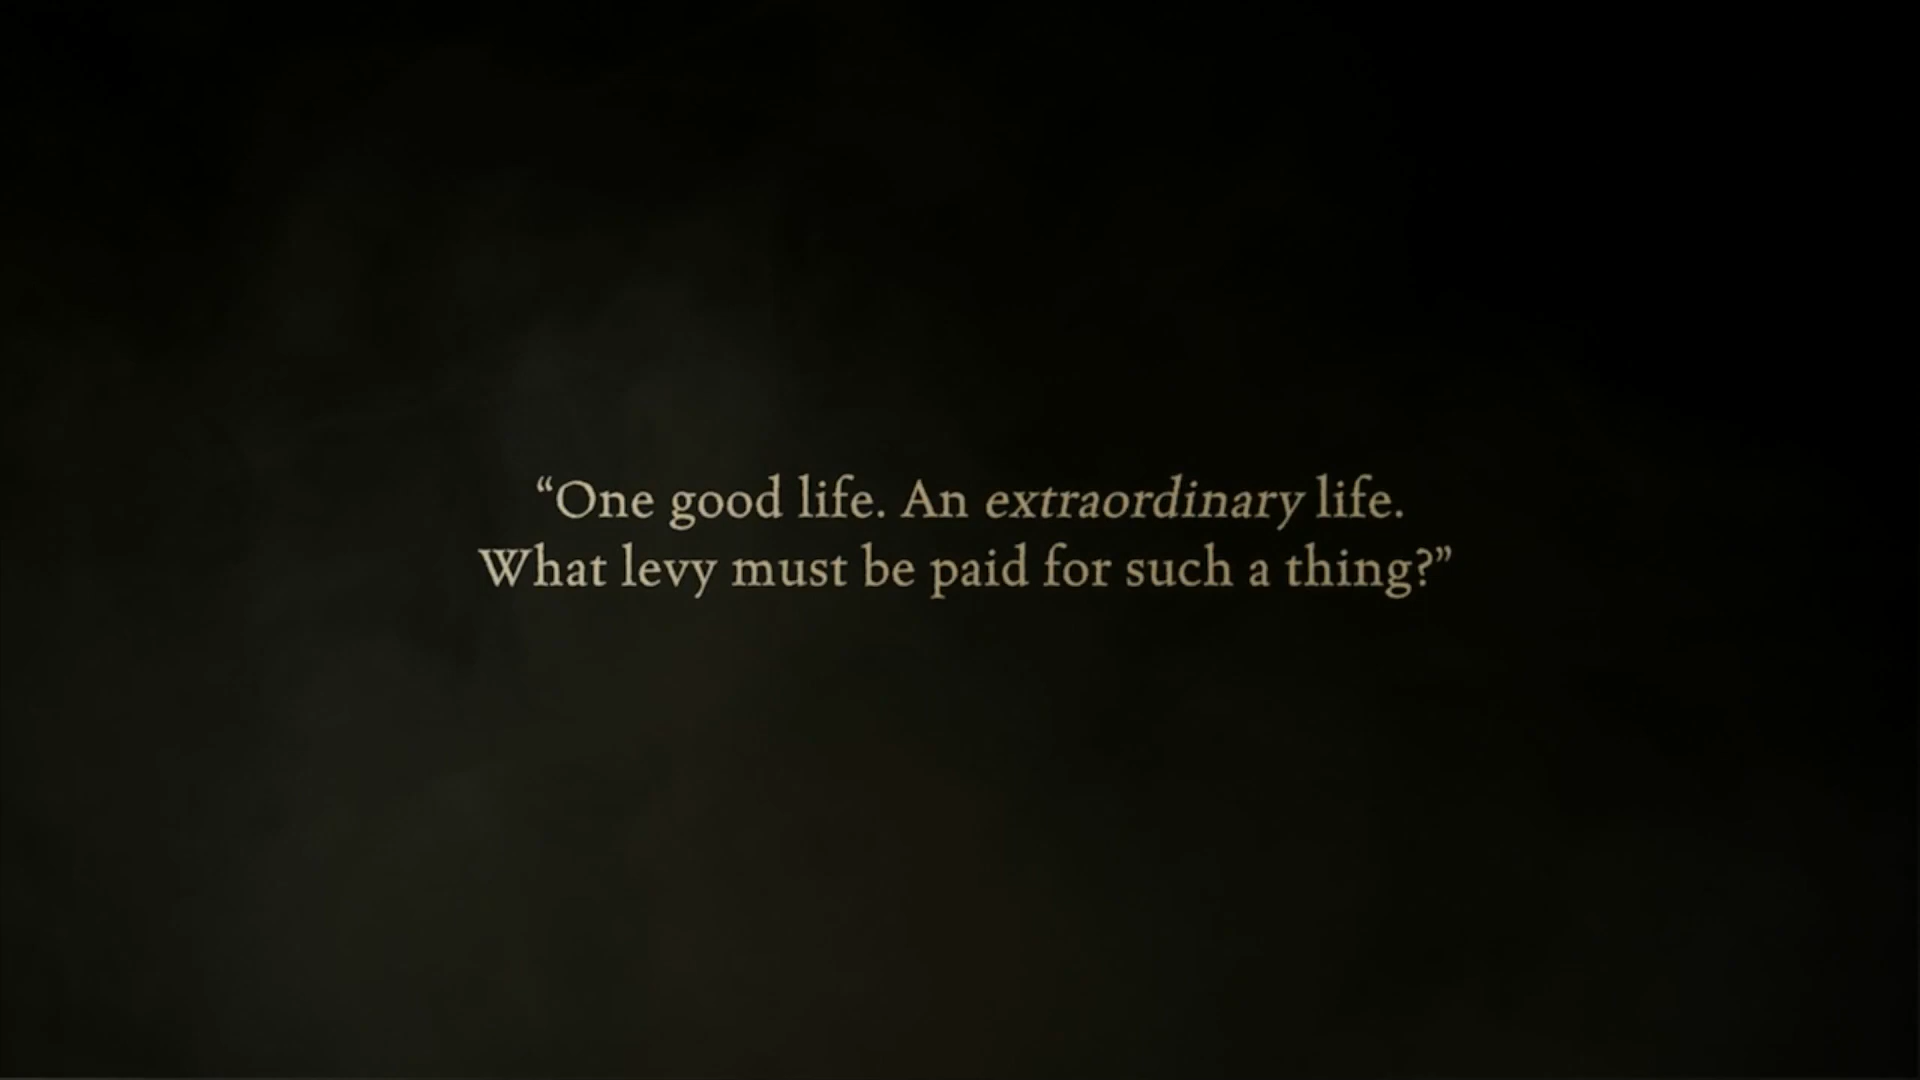 “One good life. An extraordinary life.
What levy must be paid for such a thing?”